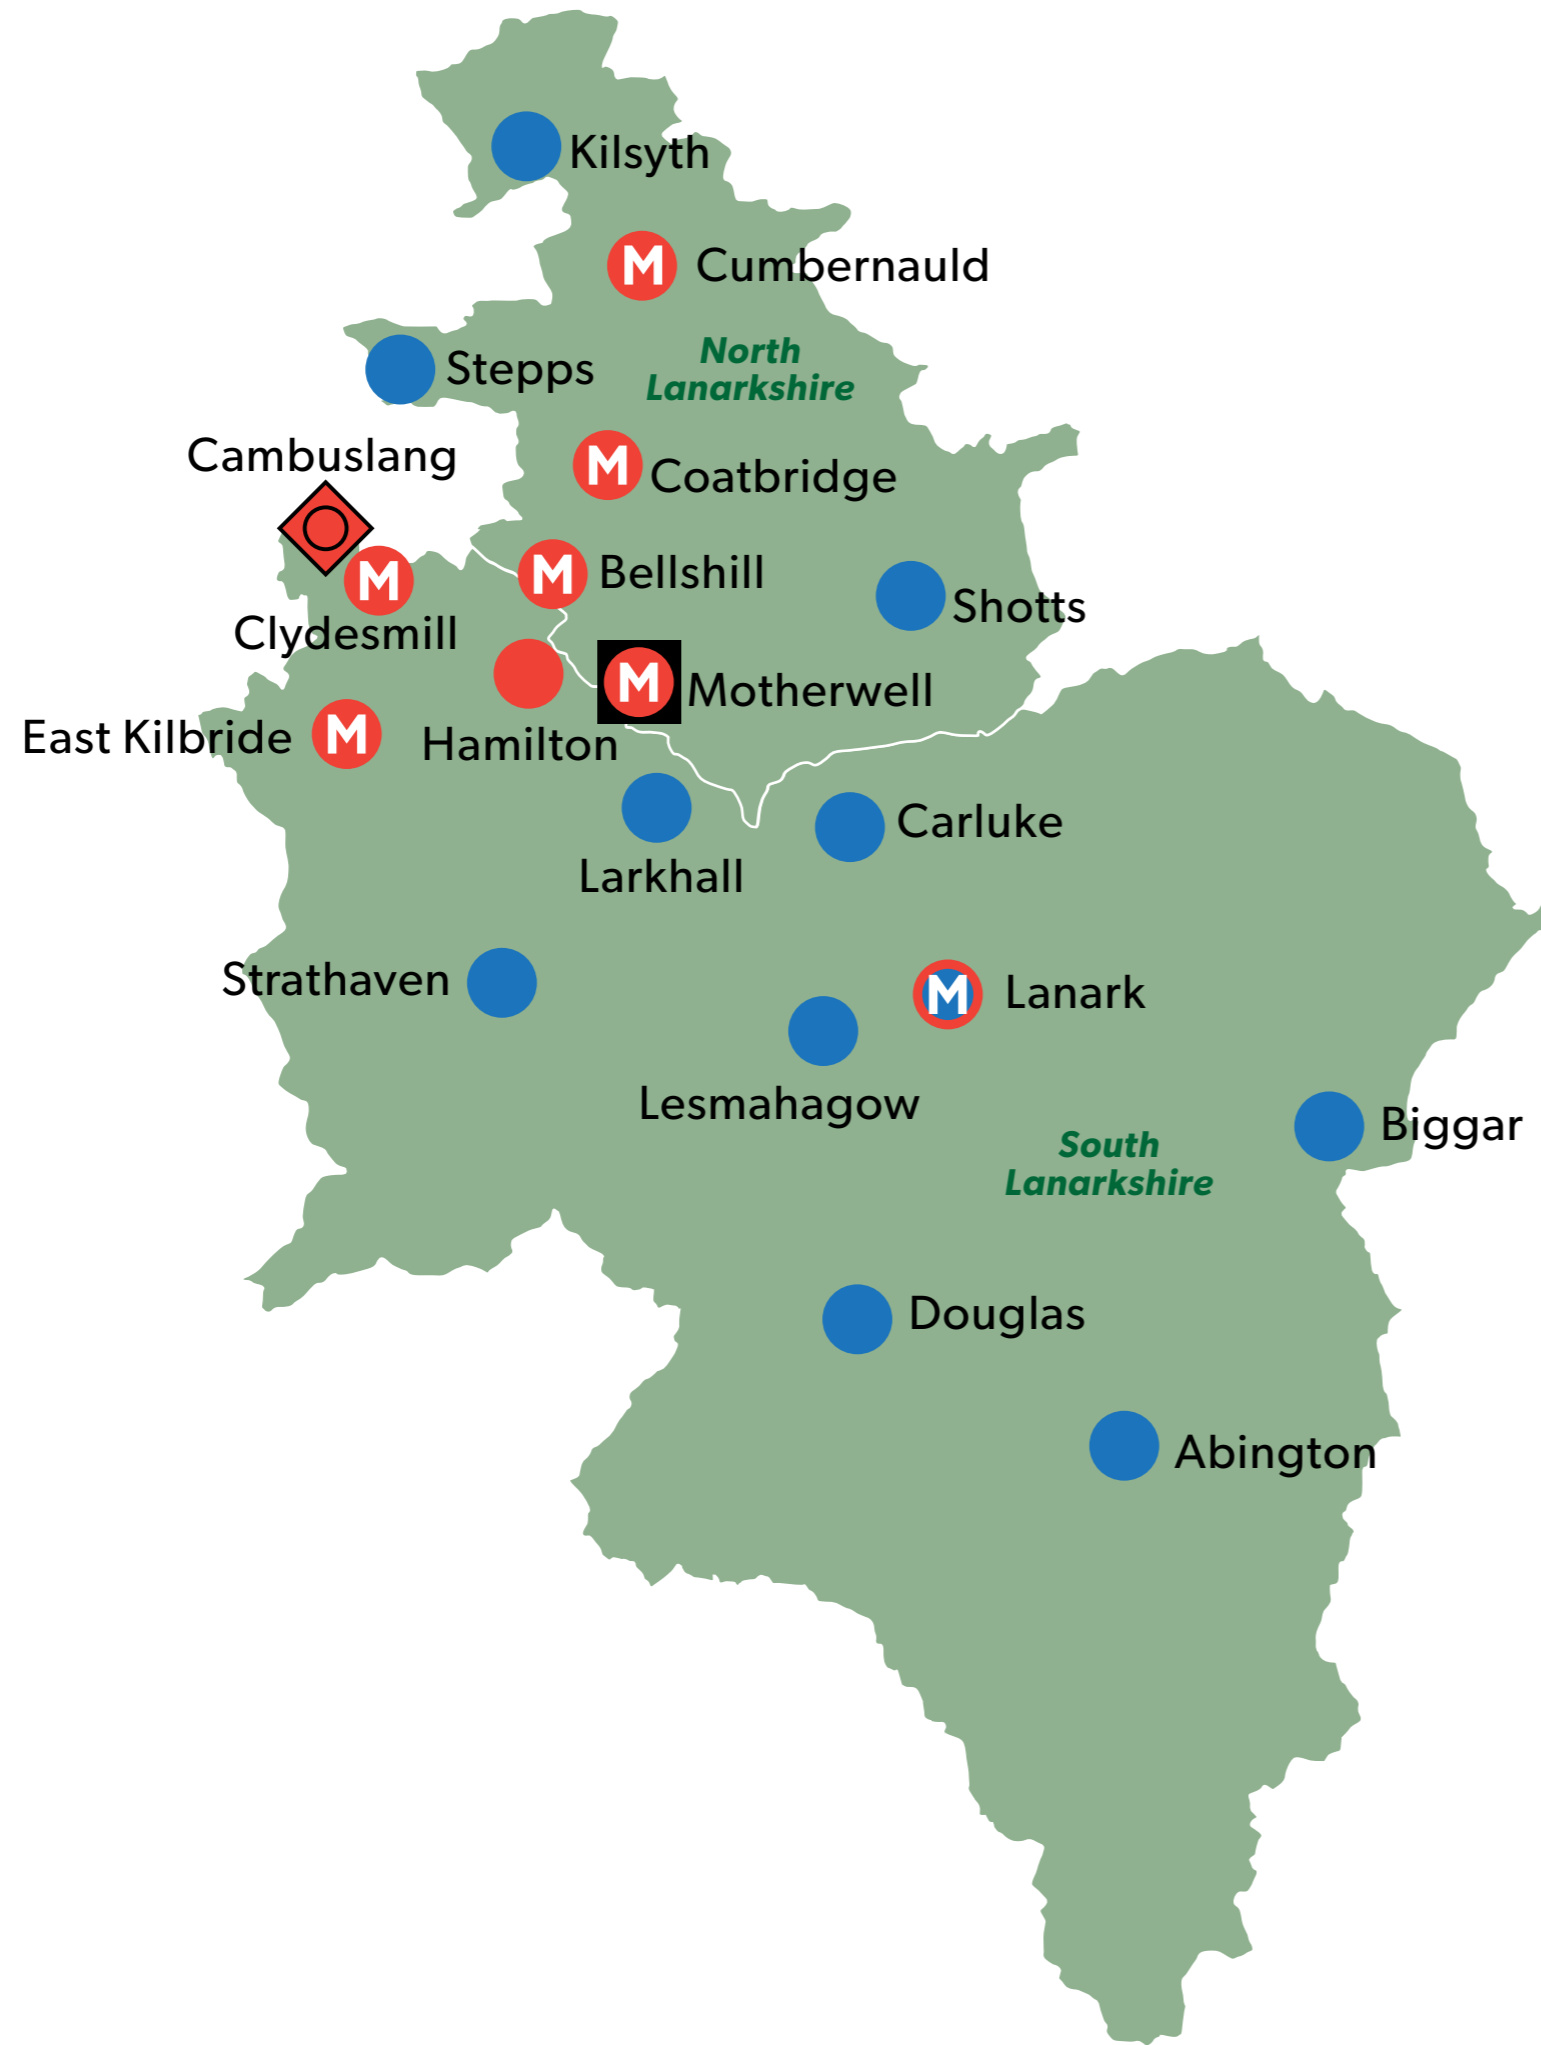 Kilsyth
M
Cumbernauld
North
Lanarkshire
Stepps
Cambuslang
M
Coatbridge
M
Bellshill
M
Clydesmill
Shotts
M
Motherwell
East Kilbride
M
Hamilton
Carluke
Larkhall
Strathaven
M
Lanark
Lesmahagow
Biggar
South
Lanarkshire
Douglas
Abington